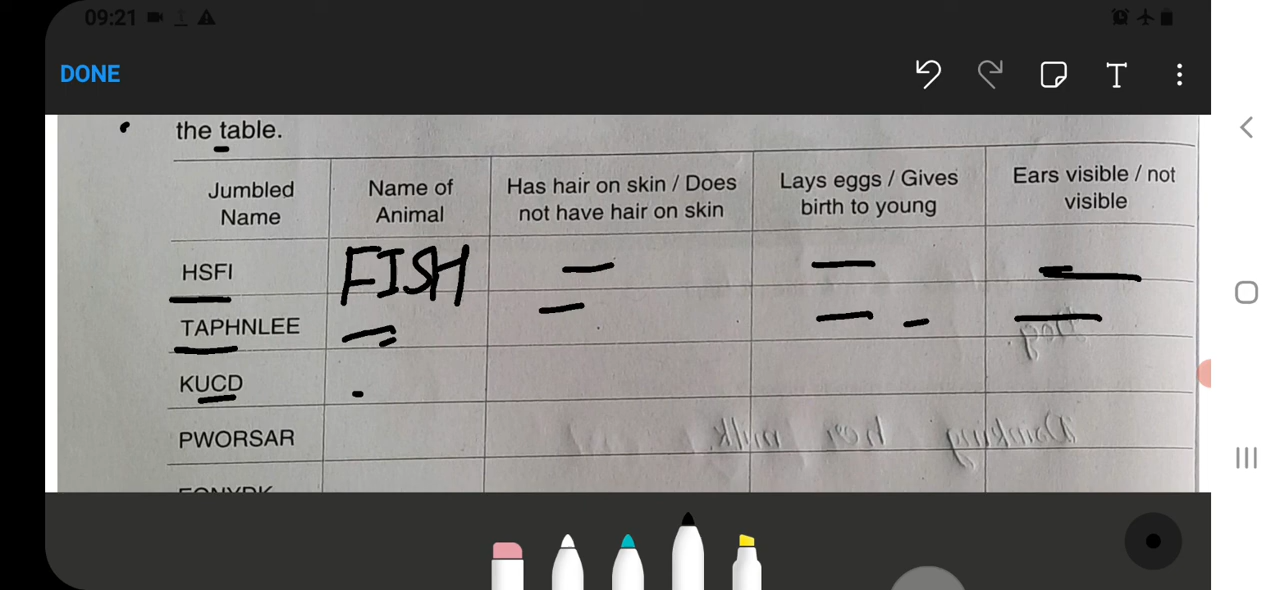 09:21
DONE
T
the table.
Jumbled Name
Name of Animal
Has hair on skin / Does not have hair on skin
Lays eggs / Gives birth to young
Ears visible / not visible
HSFI
FISH
TAPHNLEE
KUCD
PWORSAR